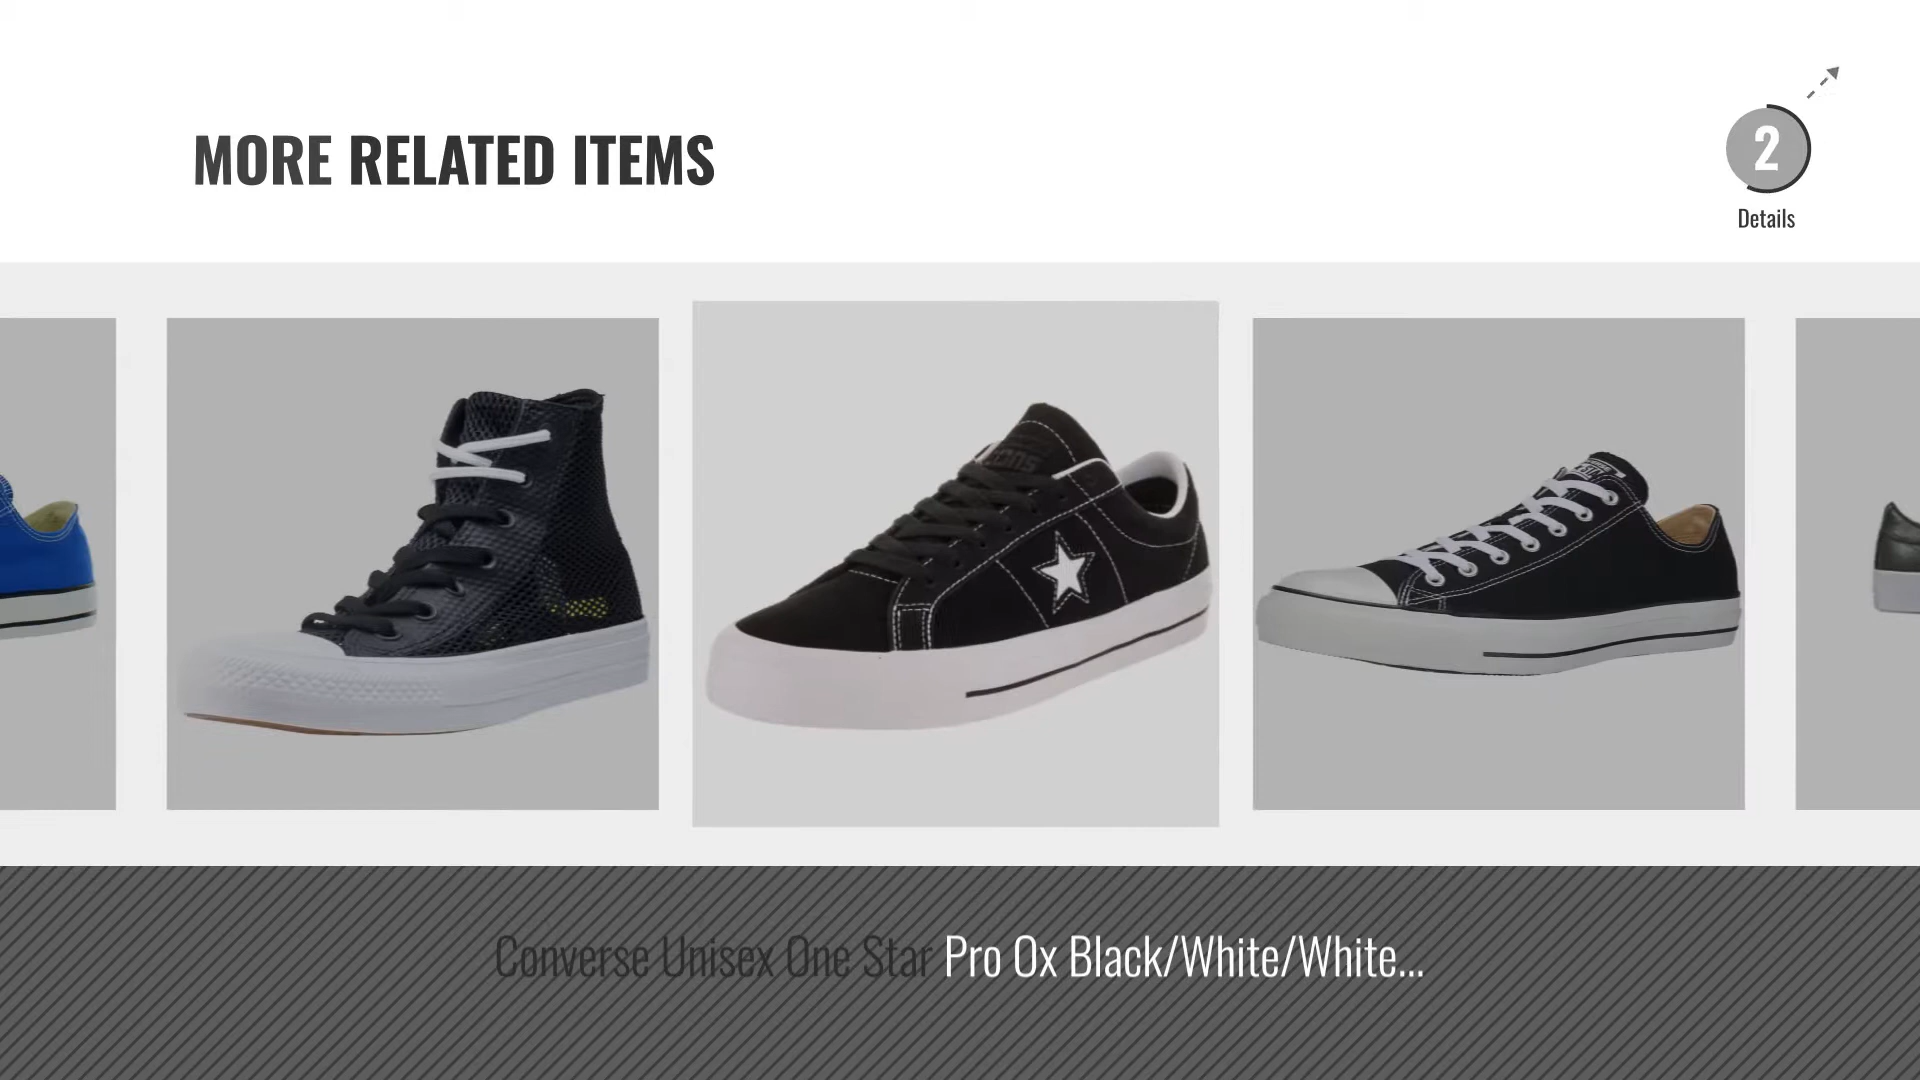 MORE RELATED ITEMS
2
Details
Converse Unisex One Star Pro Ox Black/White/White...